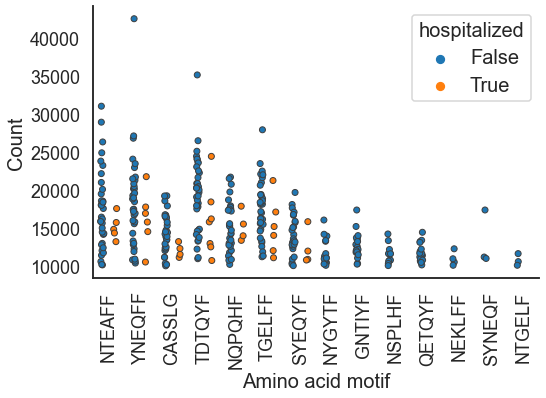 hospitalized
False
True
Count
40000
35000
30000
25000
20000
15000
10000
NTEAFF
YNEQFF
CASSLG
TDTQYF
NQPQHF
TGELFF
SYEQYF
NYGYTF
GNTIYF
NSPLHF
QETQYF
NEKLFF
SYNEQF
NTGELF
Amino acid motif